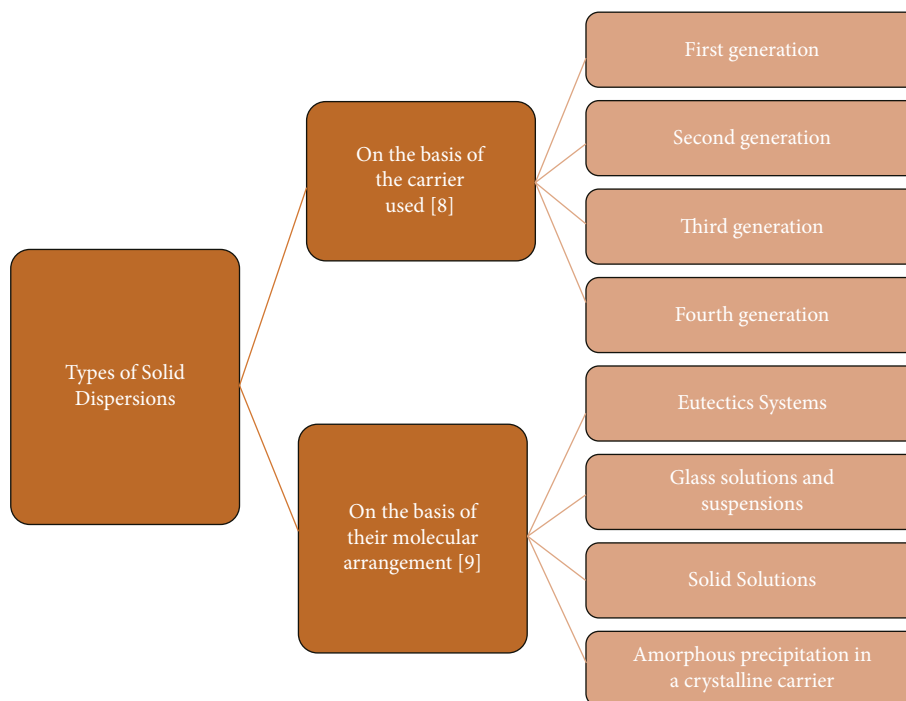 Types of Solid
Dispersions
On the basis of
the carrier
used [8]
First generation
Second generation
Third generation
Fourth generation
On the basis of
their molecular
arrangement [9]
Eutectics Systems
Glass solutions and
suspensions
Solid Solutions
Amorphous precipitation in
a crystalline carrier